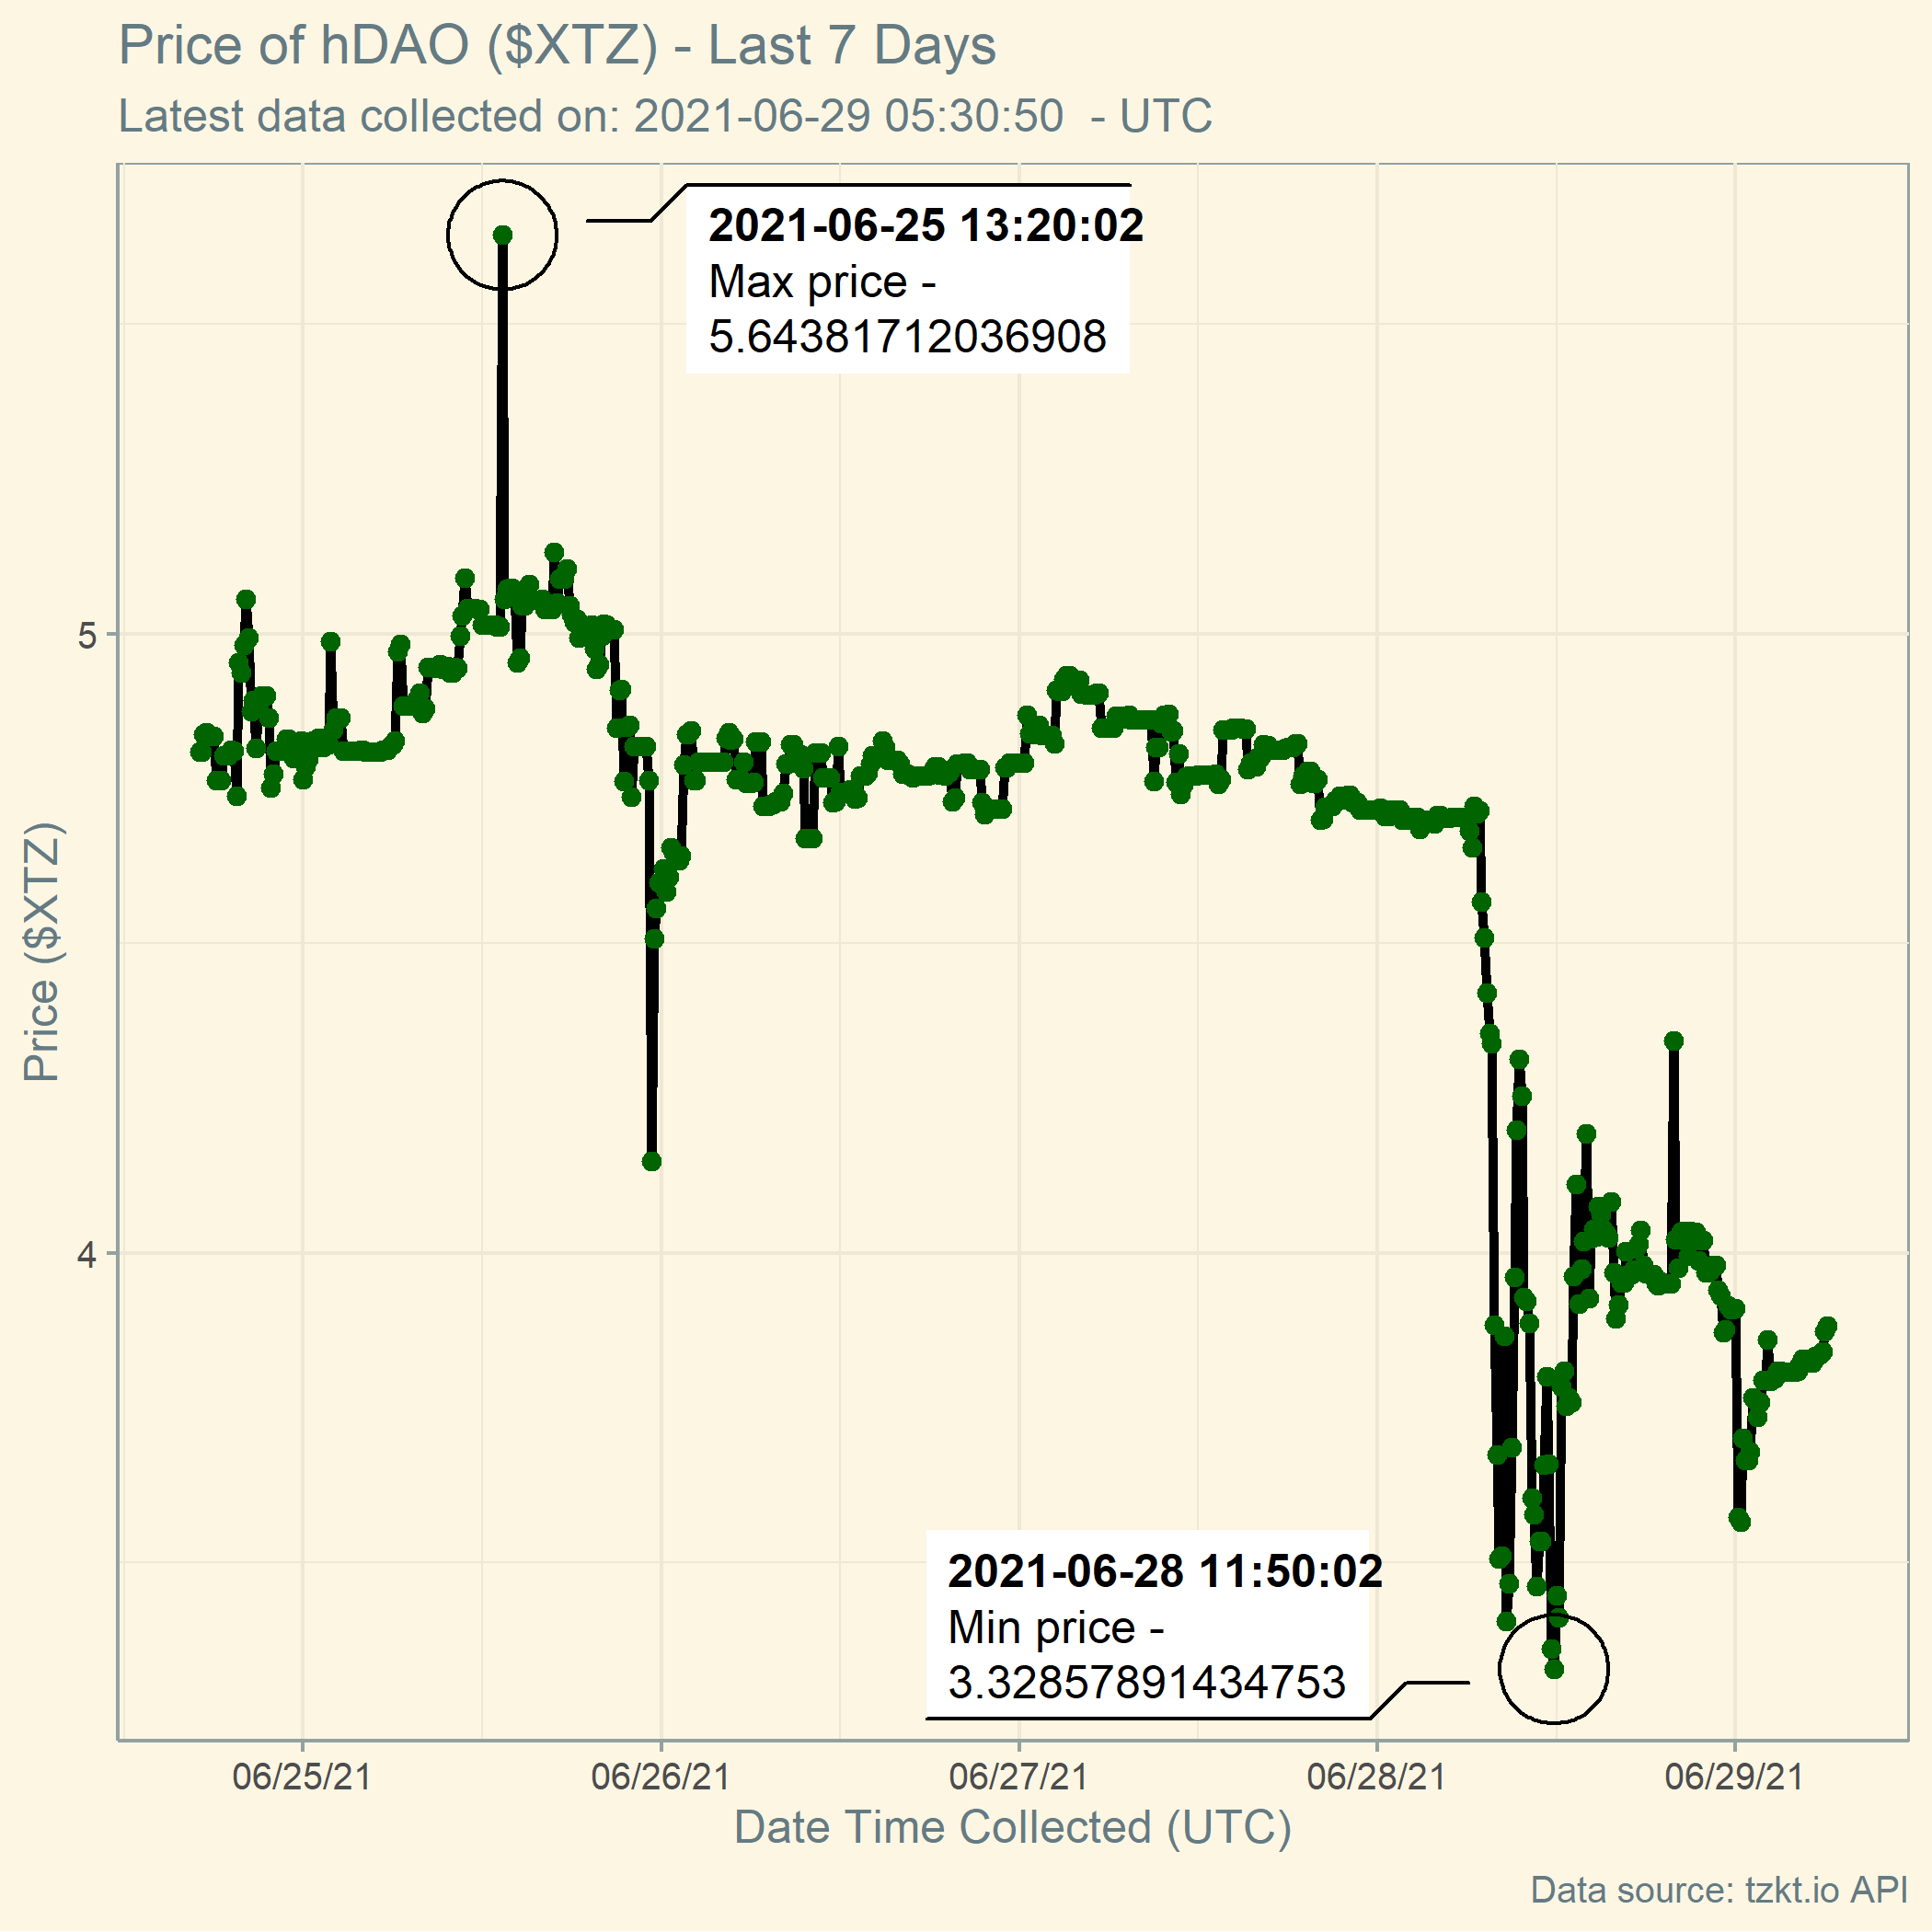 Price of hDAO ($XTZ) - Last 7 Days
Latest data collected on: 2021-06-29 05:30:50  - UTC
2021-06-25 13:20:02
Max price -
5.64381712036908
5
Price ($XTZ)
4
2021-06-28 11:50:02
Min price -
3.32857891434753
06/25/21 06/26/21 06/27/21 06/28/21 06/29/21
Date Time Collected (UTC)
Data source: tzkt.io API